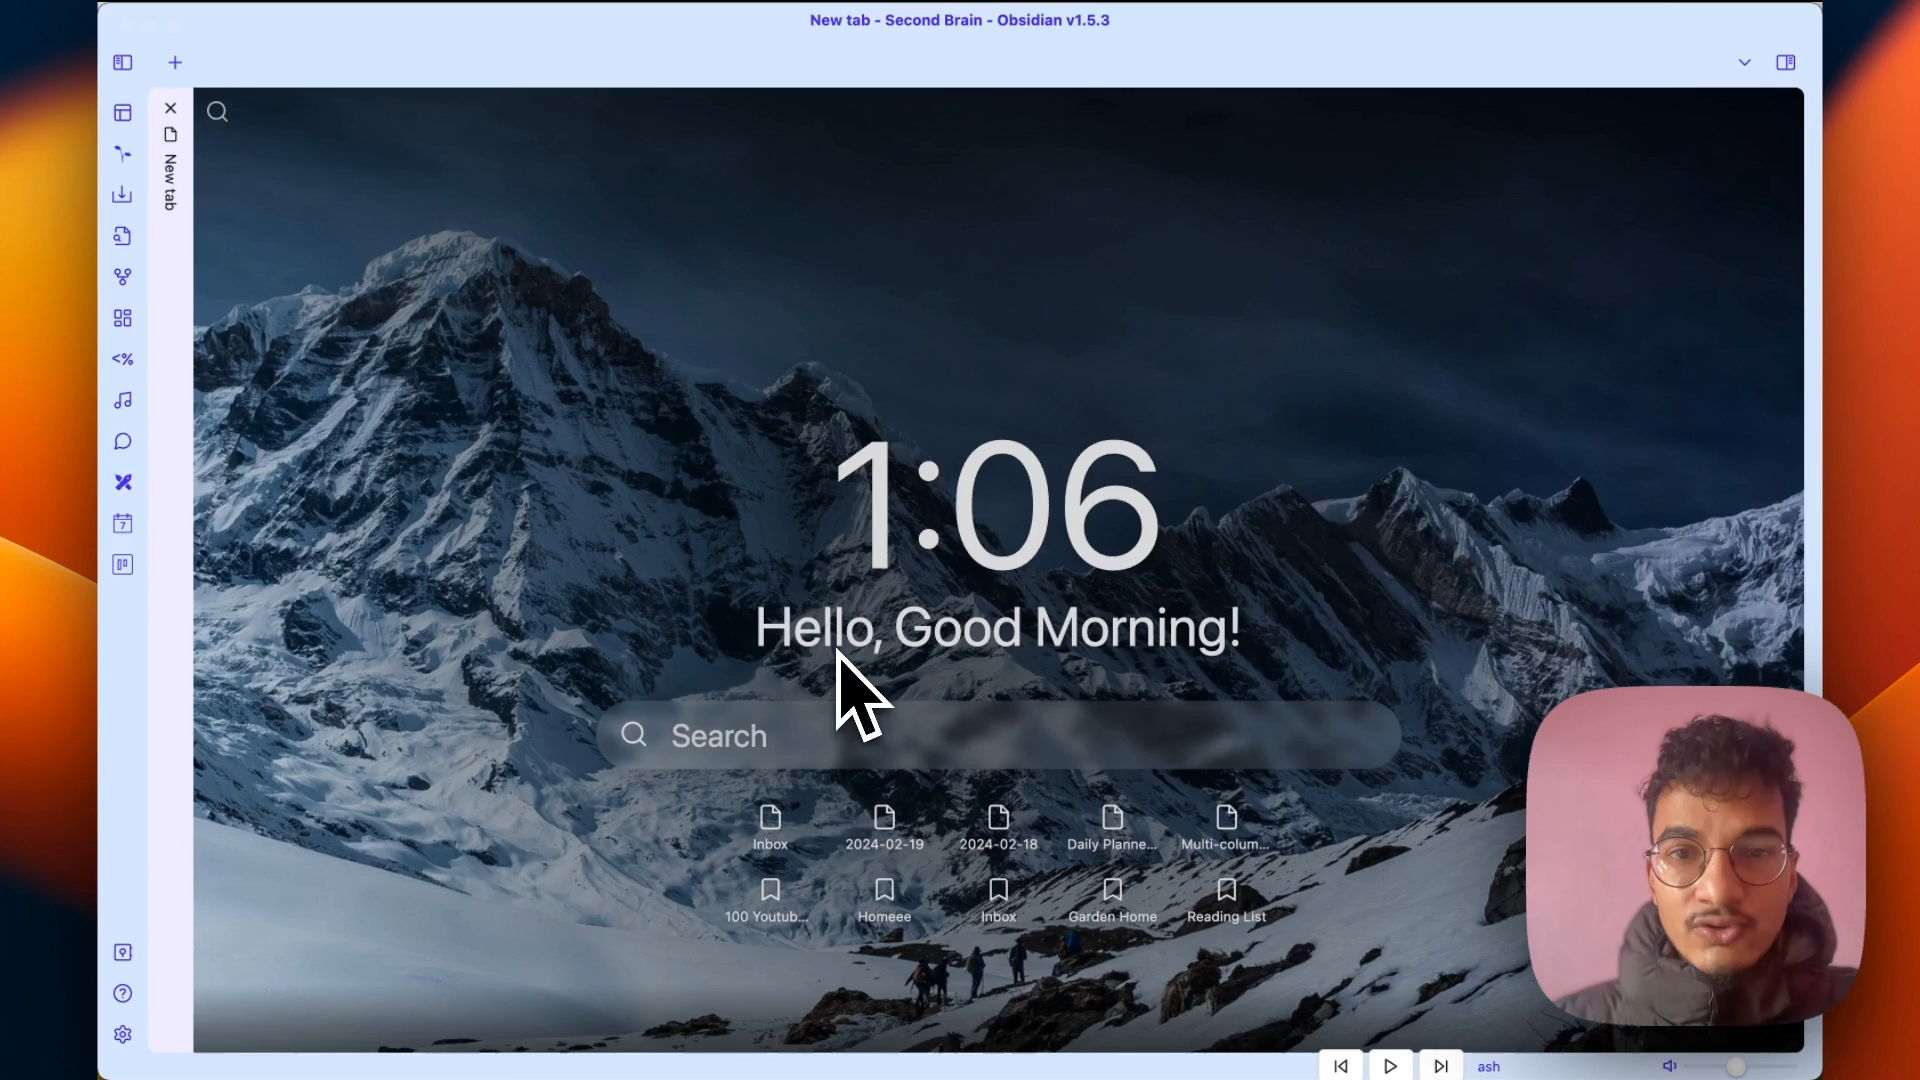 New tab - Second Brain - Obsidian v1.5.3
New tab
<%
7
1:06
Hello, Good Morning!
Search
Inbox
2024-02-19
2024-02-18
Daily Planne...
Multi-colum...
100 Youtub...
Homeee
Inbox
Garden Home
Reading List
ash